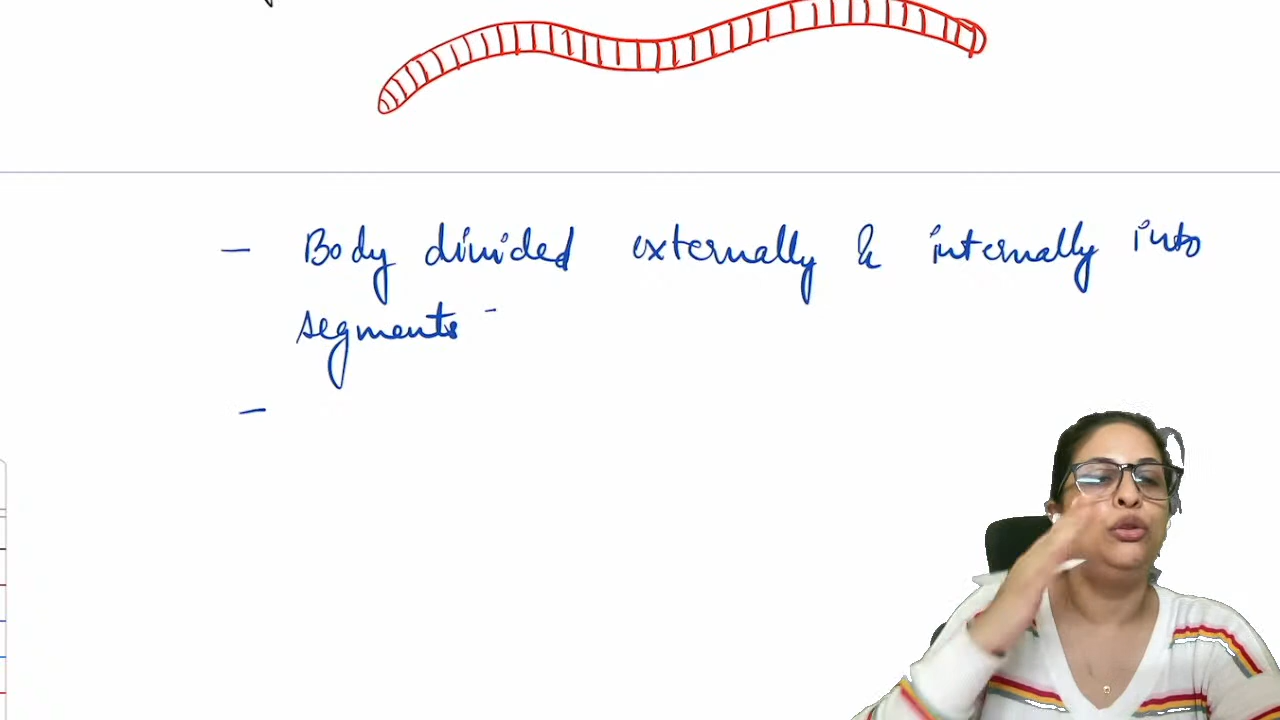 - Body divided externally & internally into
segments -
-